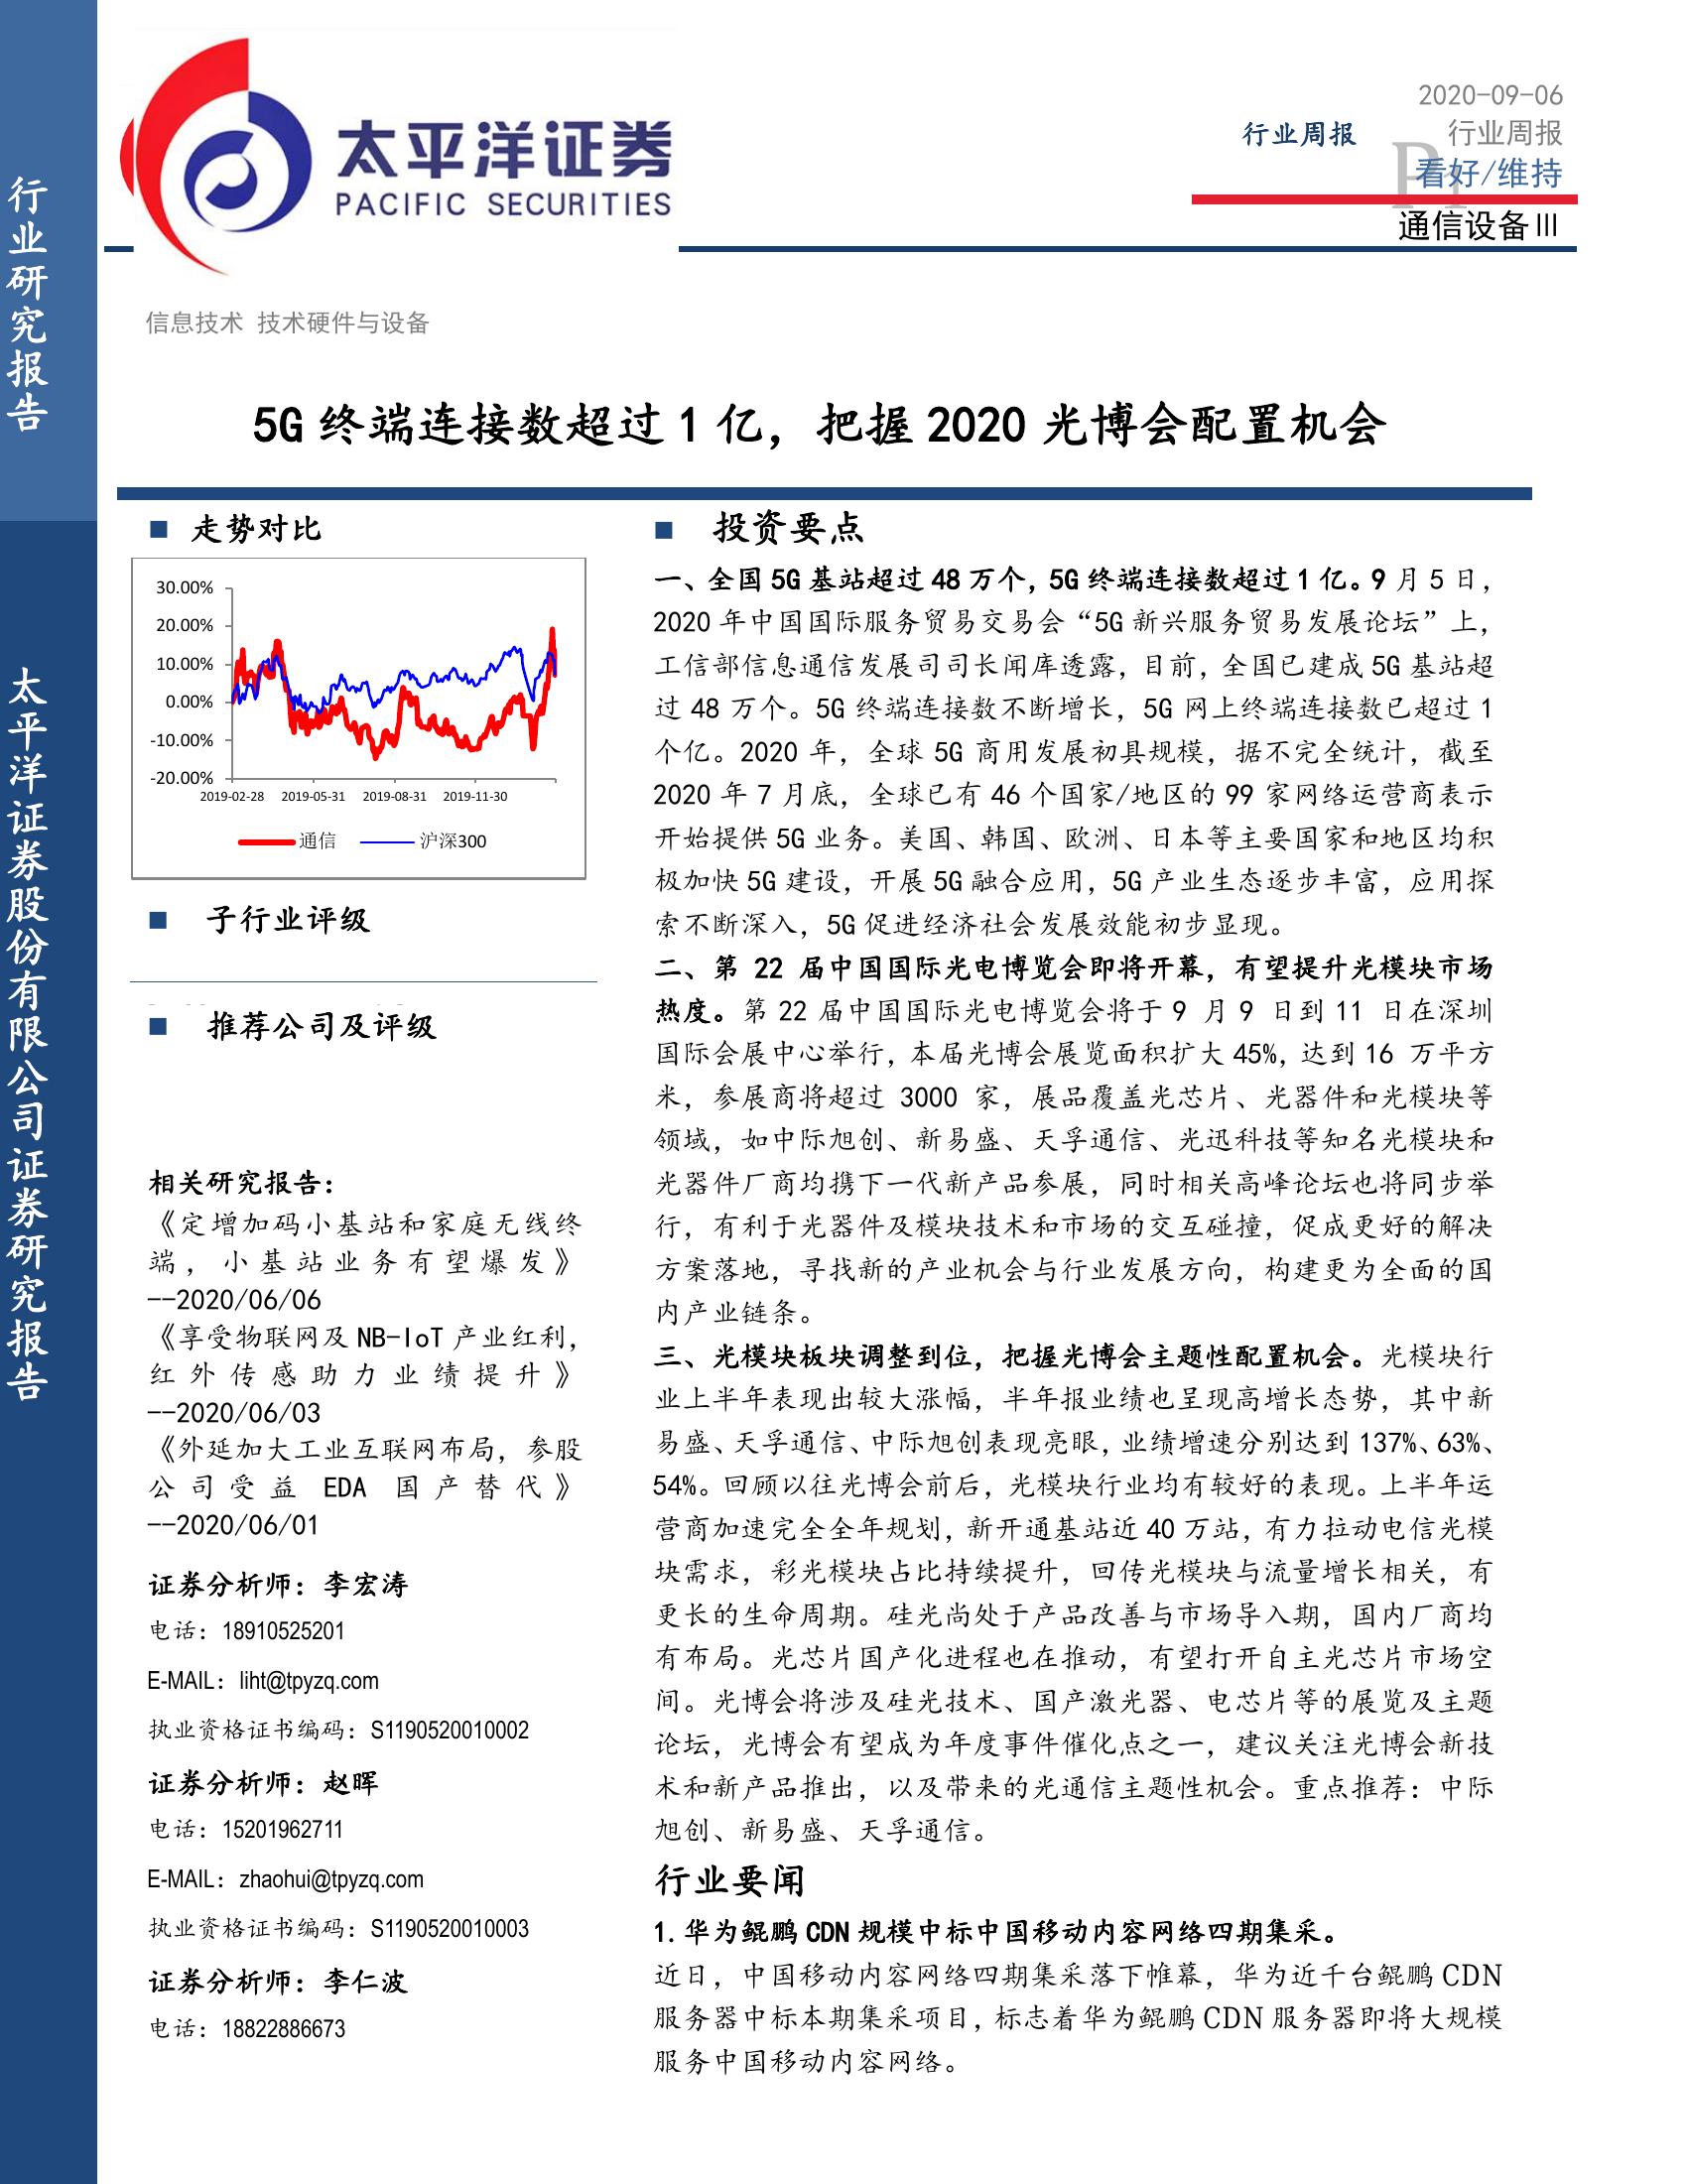 行业研究报告
太平洋证券股份有限公司证券研究报告
太平洋证券
PACIFIC SECURITIES
2020-09-06
行业周报
行业周报
P1
看好/维持
通信设备Ⅲ
信息技术 技术硬件与设备
5G 终端连接数超过 1 亿，把握 2020 光博会配置机会
■ 走势对比
30.00%
20.00%
10.00%
0.00%
-10.00%
-20.00%
2019-02-28 2019-05-31 2019-08-31 2019-11-30
通信 沪深300
■ 子行业评级
■ 推荐公司及评级
相关研究报告：
《定增加码小基站和家庭无线终
端，小基站业务有望爆发》
--2020/06/06
《享受物联网及 NB-IoT 产业红利，
红外传感助力业绩提升》
--2020/06/03
《外延加大工业互联网布局，参股
公司受益 EDA 国产替代》
--2020/06/01
证券分析师：李宏涛
电话：18910525201
E-MAIL：liht@tpyzq.com
执业资格证书编码：S1190520010002
证券分析师：赵晖
电话：15201962711
E-MAIL：zhaohui@tpyzq.com
执业资格证书编码：S1190520010003
证券分析师：李仁波
电话：18822886673
■ 投资要点
一、全国 5G 基站超过 48 万个，5G 终端连接数超过 1 亿。9 月 5 日，
2020 年中国国际服务贸易交易会“5G 新兴服务贸易发展论坛”上，
工信部信息通信发展司司长闻库透露，目前，全国已建成 5G 基站超
过 48 万个。5G 终端连接数不断增长，5G 网上终端连接数已超过 1
个亿。2020 年，全球 5G 商用发展初具规模，据不完全统计，截至
2020 年 7 月底，全球已有 46 个国家/地区的 99 家网络运营商表示
开始提供 5G 业务。美国、韩国、欧洲、日本等主要国家和地区均积
极加快 5G 建设，开展 5G 融合应用，5G 产业生态逐步丰富，应用探
索不断深入，5G 促进经济社会发展效能初步显现。
二、第 22 届中国国际光电博览会即将开幕，有望提升光模块市场
热度。第 22 届中国国际光电博览会将于 9 月 9 日到 11 日在深圳
国际会展中心举行，本届光博会展览面积扩大 45%，达到 16 万平方
米，参展商将超过 3000 家，展品覆盖光芯片、光器件和光模块等
领域，如中际旭创、新易盛、天孚通信、光迅科技等知名光模块和
光器件厂商均携下一代新产品参展，同时相关高峰论坛也将同步举
行，有利于光器件及模块技术和市场的交互碰撞，促成更好的解决
方案落地，寻找新的产业机会与行业发展方向，构建更为全面的国
内产业链条。
三、光模块板块调整到位，把握光博会主题性配置机会。光模块行
业上半年表现出较大涨幅，半年报业绩也呈现高增长态势，其中新
易盛、天孚通信、中际旭创表现亮眼，业绩增速分别达到 137%、63%、
54%。回顾以往光博会前后，光模块行业均有较好的表现。上半年运
营商加速完全全年规划，新开通基站近 40 万站，有力拉动电信光模
块需求，彩光模块占比持续提升，回传光模块与流量增长相关，有
更长的生命周期。硅光尚处于产品改善与市场导入期，国内厂商均
有布局。光芯片国产化进程也在推动，有望打开自主光芯片市场空
间。光博会将涉及硅光技术、国产激光器、电芯片等的展览及主题
论坛，光博会有望成为年度事件催化点之一，建议关注光博会新技
术和新产品推出，以及带来的光通信主题性机会。重点推荐：中际
旭创、新易盛、天孚通信。
行业要闻
1.华为鲲鹏 CDN 规模中标中国移动内容网络四期集采。
近日，中国移动内容网络四期集采落下帷幕，华为近千台鲲鹏 CDN
服务器中标本期集采项目，标志着华为鲲鹏 CDN 服务器即将大规模
服务中国移动内容网络。